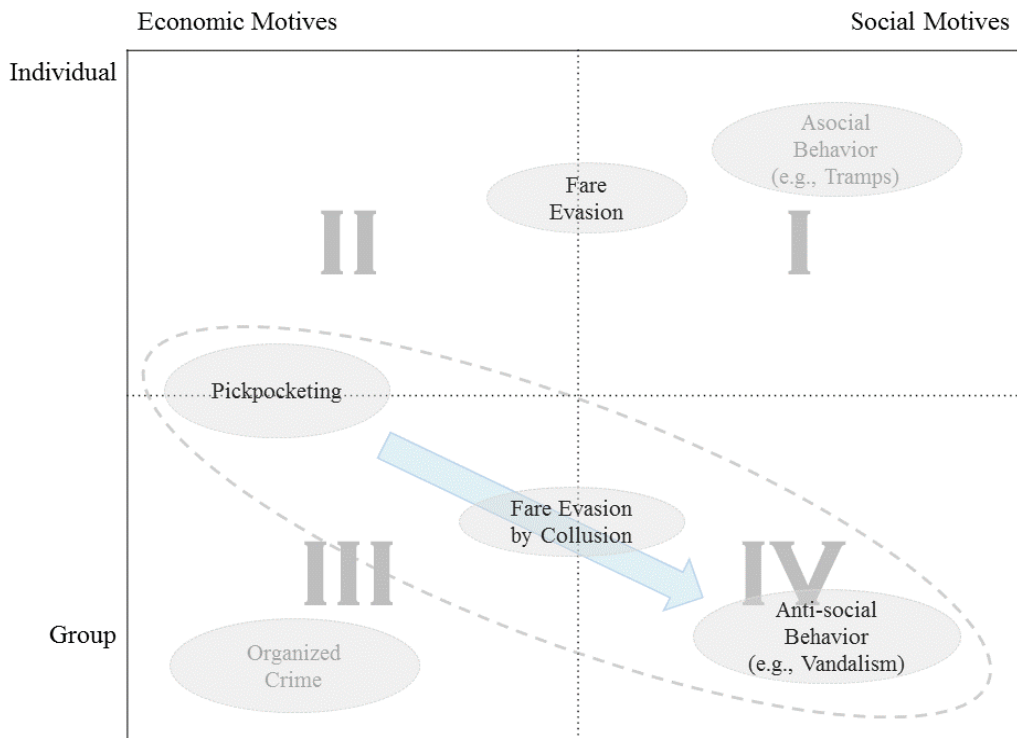 Economic Motives
Social Motives
Individual
Asocial
Behavior
(e.g., Tramps)
Fare
Evasion
II
I
Pickpocketing
Fare Evasion
by Collusion
III
IV
Group
Anti-social
Behavior
(e.g., Vandalism)
Organized
Crime